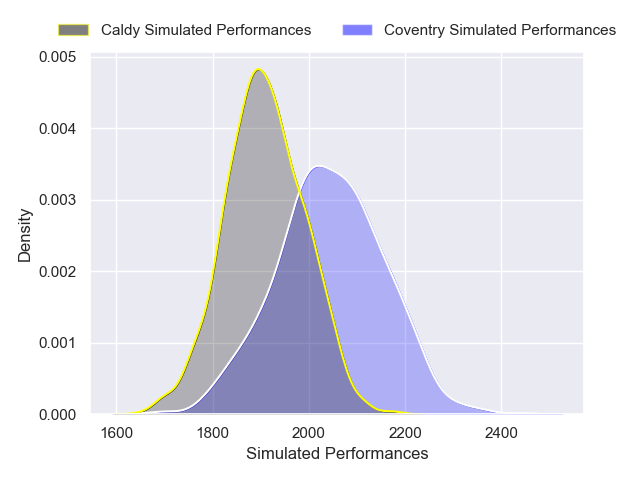 Caldy Simulated Performances
Coventry Simulated Performances
0.005
0.004
0.003
0.002
0.001
0.000
Density
1600
1800
2000
2200
2400
Simulated Performances